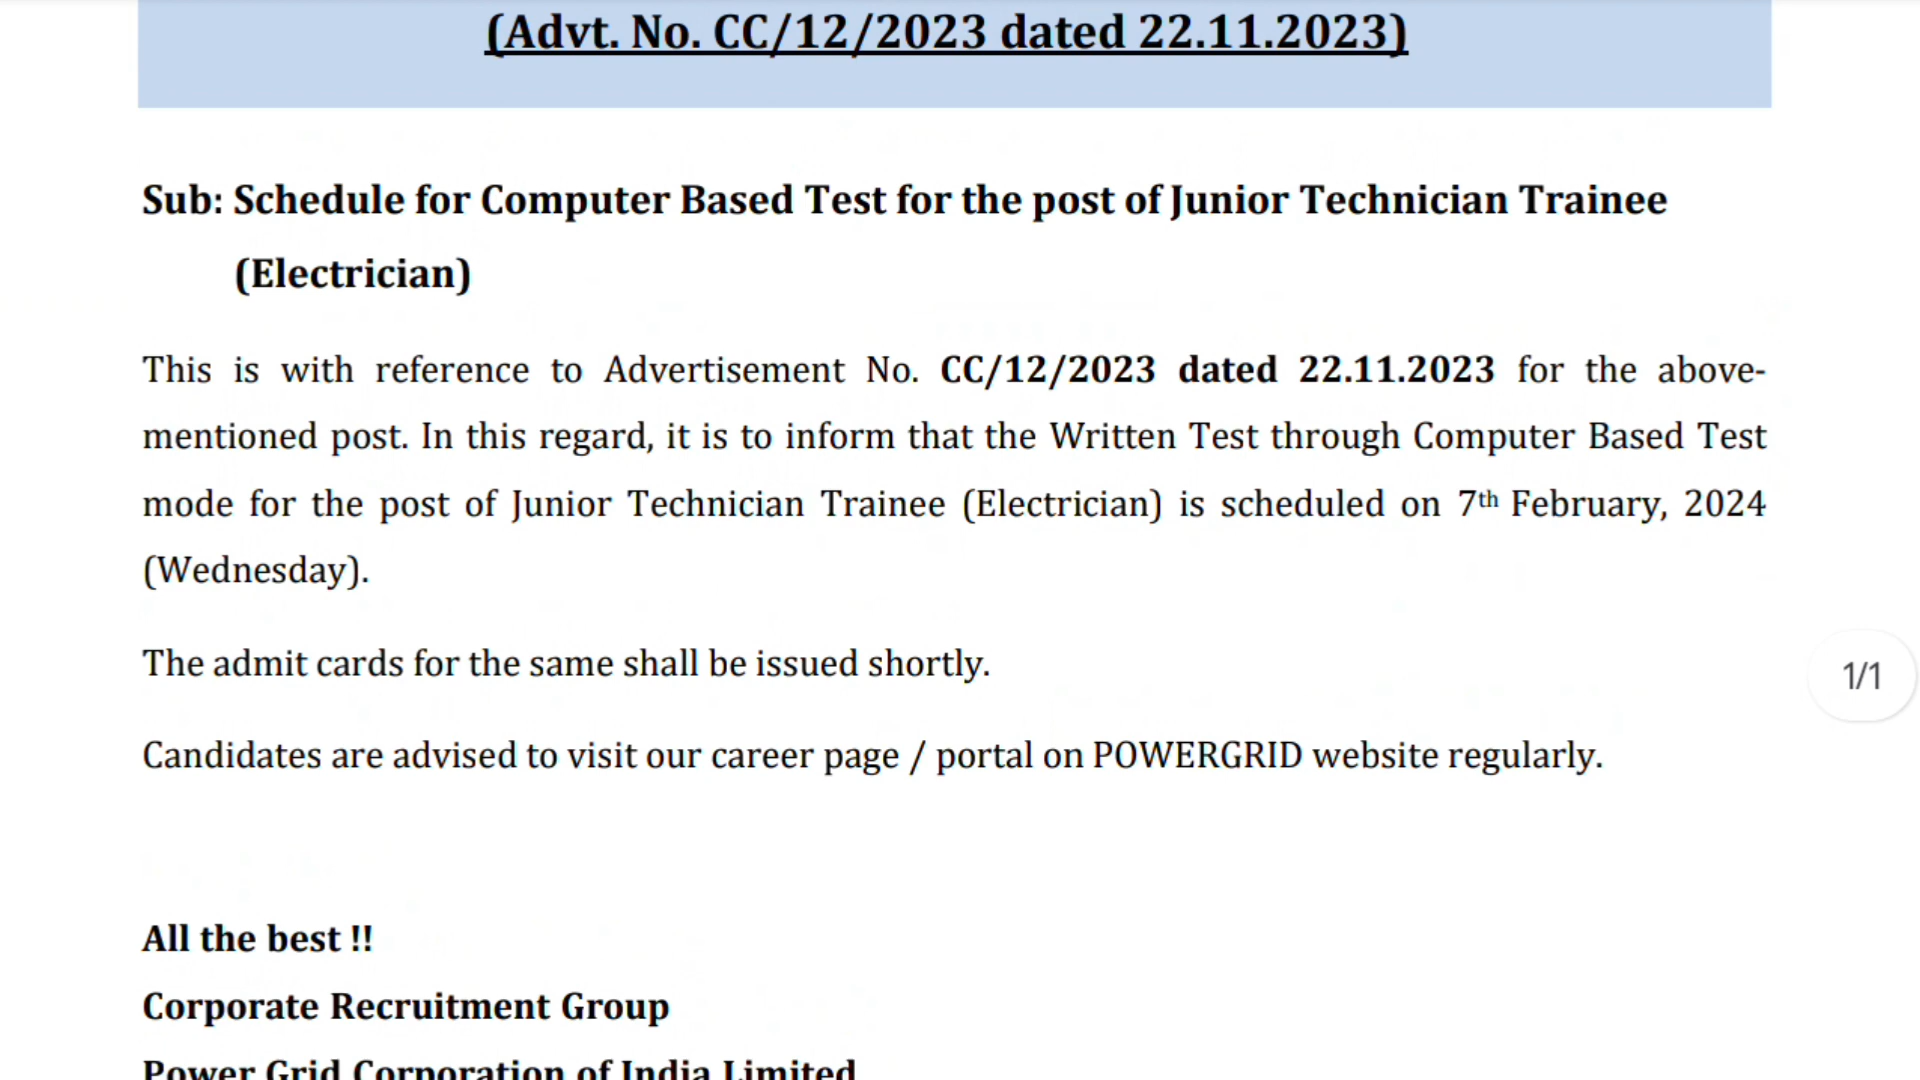 (Advt. No. CC/12/2023 dated 22.11.2023)
Sub: Schedule for Computer Based Test for the post of Junior Technician Trainee
(Electrician)
This is with reference to Advertisement No. CC/12/2023 dated 22.11.2023 for the above-
mentioned post. In this regard, it is to inform that the Written Test through Computer Based Test
mode for the post of Junior Technician Trainee (Electrician) is scheduled on 7th February, 2024
(Wednesday).
The admit cards for the same shall be issued shortly.
1/1
Candidates are advised to visit our career page / portal on POWERGRID website regularly.
All the best !!
Corporate Recruitment Group
Power Grid Corporation of India Limited